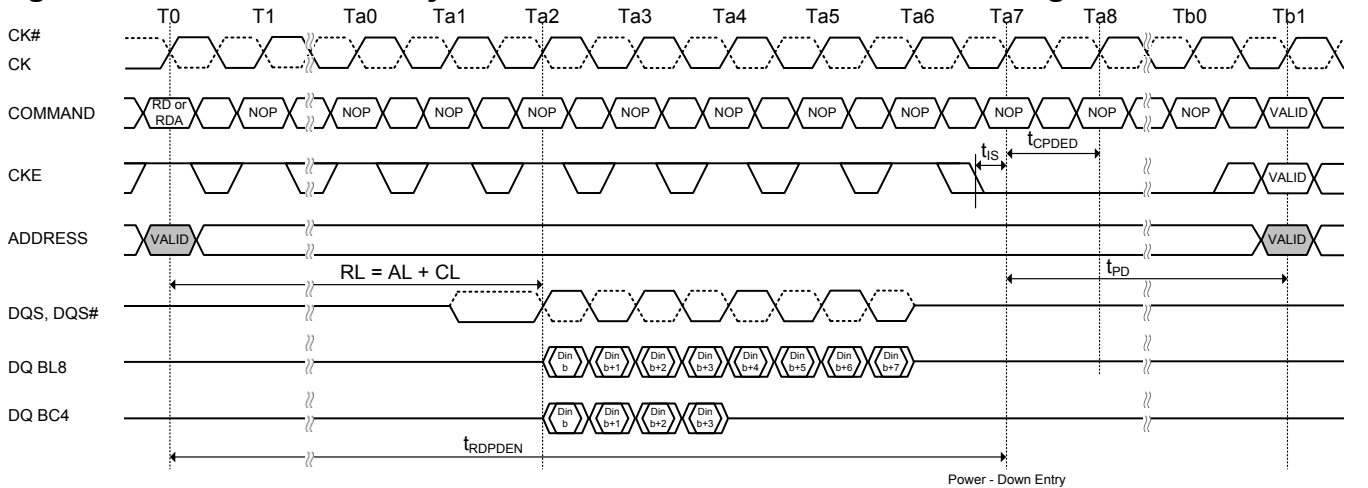 T0 T1 Ta0 Ta1 Ta2 Ta3 Ta4 Ta5 Ta6 Ta7 Ta8 Tb0 Tb1
CK#
CK
COMMAND RD or RDA NOP NOP NOP NOP NOP NOP NOP NOP NOP NOP NOP VALID
tIS tCPDED
CKE VALID
ADDRESS VALID VALID
RL = AL + CL tPD
DQS, DQS#
DQ BL8 Din b Din b+1 Din b+2 Din b+3 Din b+4 Din b+5 Din b+6 Din b+7
DQ BC4 Din b Din b+1 Din b+2 Din b+3
tRDPDEN
Power - Down Entry